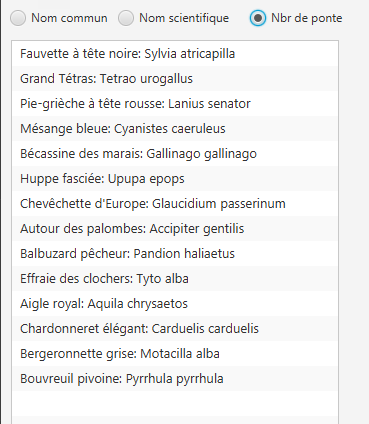 Nom commun Nom scientifique Nbr de ponte
Fauvette à tête noire: Sylvia atricapilla
Grand Tétras: Tetrao urogallus
Pie-grièche à tête rousse: Lanius senator
Mésange bleue: Cyanistes caeruleus
Bécassine des marais: Gallinago gallinago
Huppe fasciée: Upupa epops
Chevêchette d'Europe: Glaucidium passerinum
Autour des palombes: Accipiter gentilis
Balbuzard pêcheur: Pandion haliaetus
Effraie des clochers: Tyto alba
Aigle royal: Aquila chrysaetos
Chardonneret élégant: Carduelis carduelis
Bergeronnette grise: Motacilla alba
Bouvreuil pivoine: Pyrrhula pyrrhula